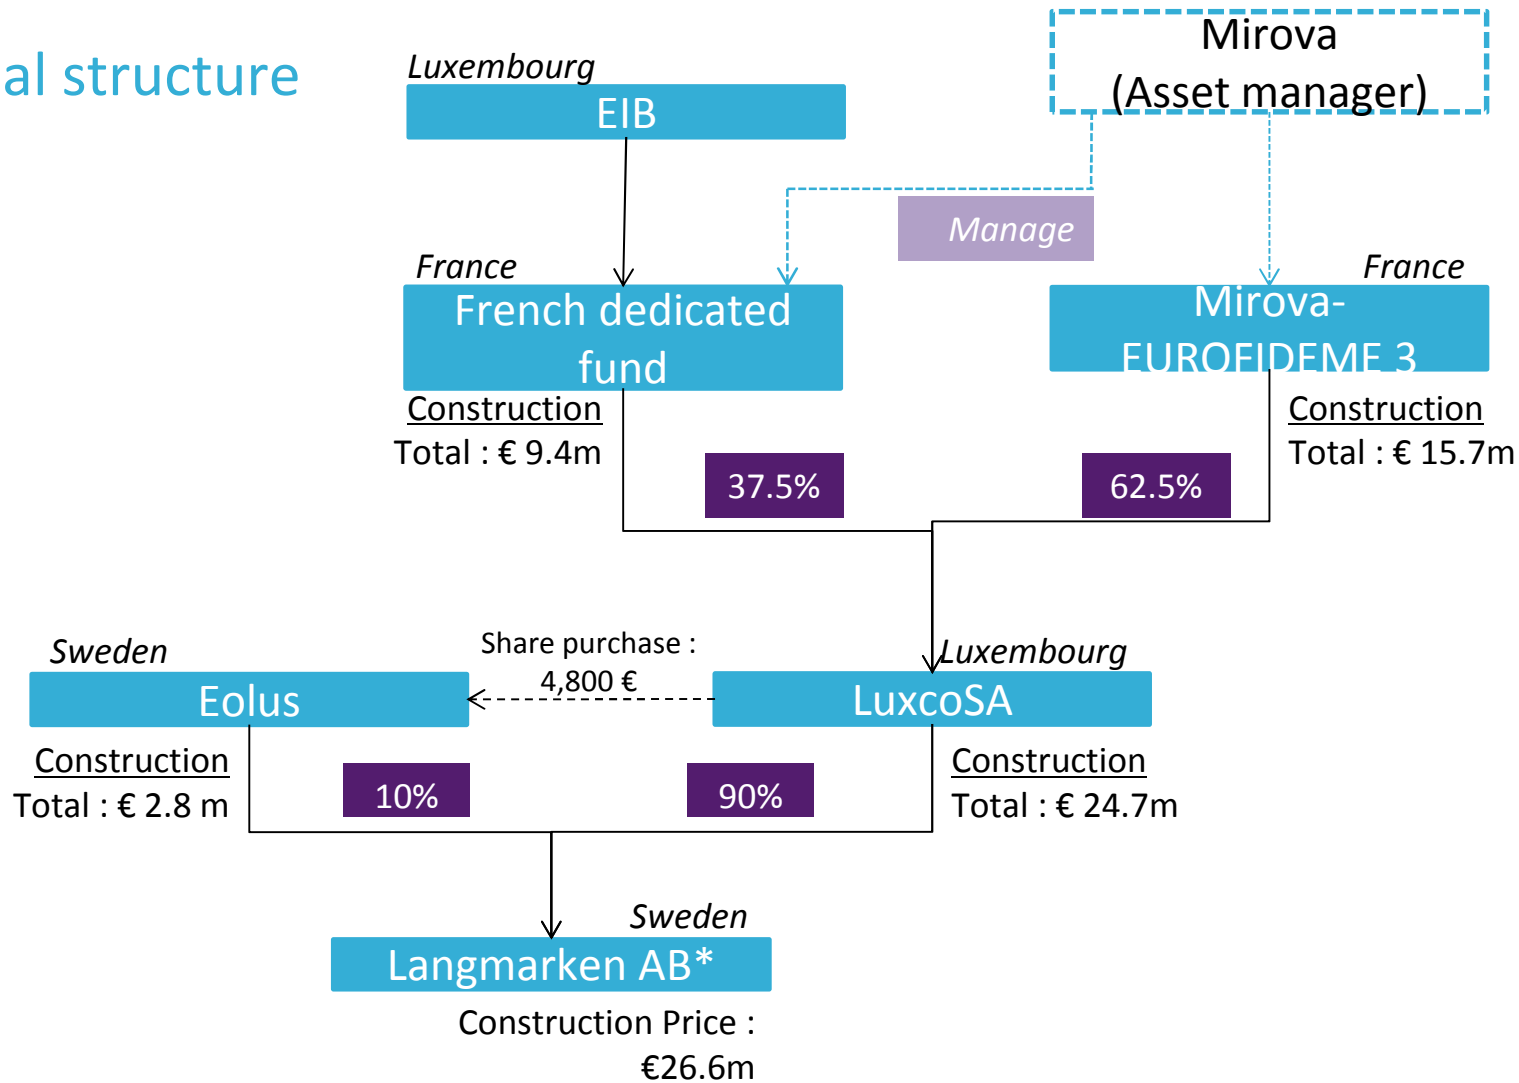 al structure
Mirova
(Asset manager)
Luxembourg
EIB
Manage
France
French dedicated
fund
France
Mirova-
EUROFIDEME 3
Construction
Total : € 9.4m
Construction
Total : € 15.7m
37.5%
62.5%
Sweden
Eolus
Share purchase :
4,800 €
Luxembourg
LuxcoSA
Construction
Total : € 2.8 m
10%
90%
Construction
Total : € 24.7m
Sweden
Langmarken AB*
Construction Price :
€26.6m